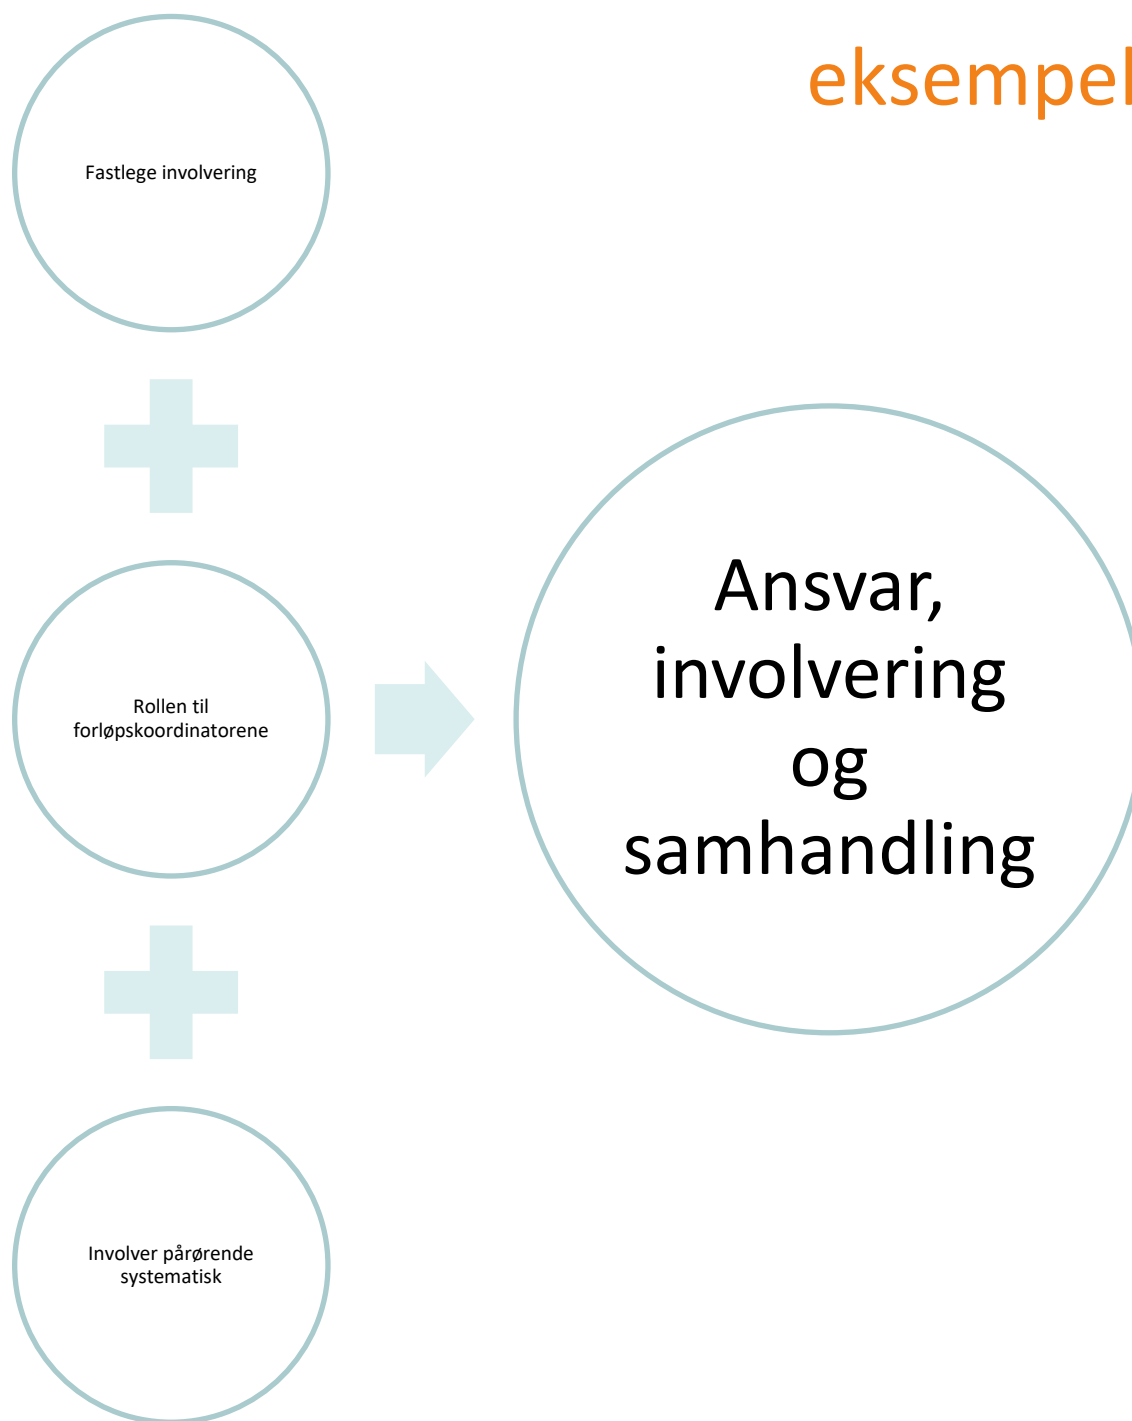 eksempel
Fastlege involvering
Rollen til
forløpskoordinatorene
Involver pårørende
systematisk
Ansvar,
involvering
og
samhandling